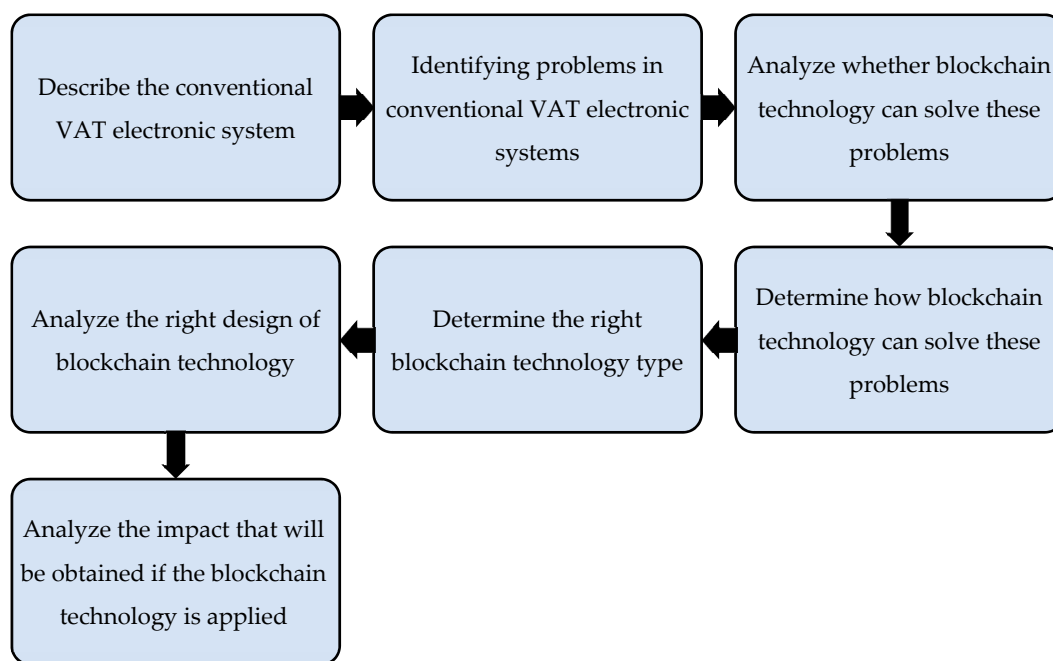 Describe the conventional
VAT electronic system
Identifying problems in
conventional VAT electronic
systems
Analyze whether blockchain
technology can solve these
problems
Determine how blockchain
technology can solve these
problems
Determine the right
blockchain technology type
Analyze the right design of
blockchain technology
Analyze the impact that will
be obtained if the blockchain
technology is applied